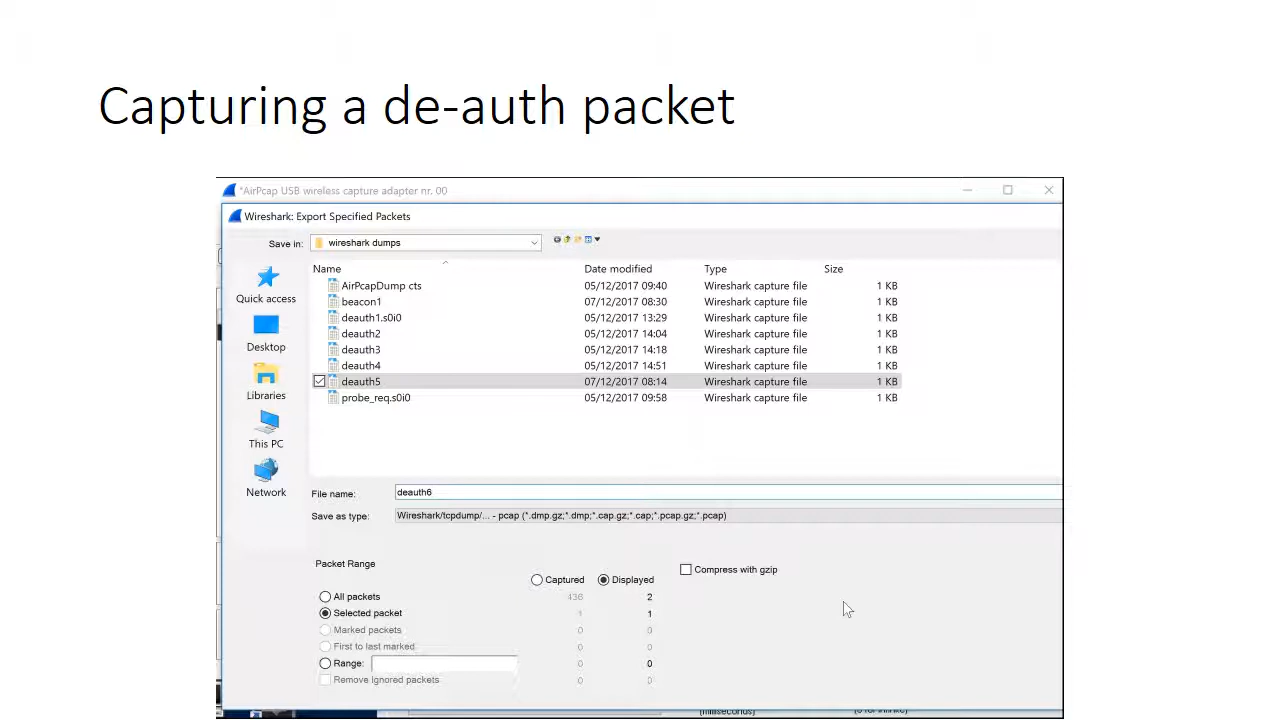 Capturing a de-auth packet
*AirPcap USB wireless capture adapter nr. 00
Wireshark: Export Specified Packets
Save in: wireshark dumps
Name Date modified Type Size
AirPcapDump cts 05/12/2017 09:40 Wireshark capture file 1 KB
beacon1 07/12/2017 08:30 Wireshark capture file 1 KB
deauth1.s0i0 05/12/2017 13:29 Wireshark capture file 1 KB
deauth2 05/12/2017 14:04 Wireshark capture file 1 KB
deauth3 05/12/2017 14:18 Wireshark capture file 1 KB
deauth4 05/12/2017 14:51 Wireshark capture file 1 KB
deauth5 07/12/2017 08:14 Wireshark capture file 1 KB
probe_req.s0i0 05/12/2017 09:58 Wireshark capture file 1 KB
Quick access
Desktop
Libraries
This PC
Network
File name: deauth6
Save as type: Wireshark/tcpdump/... - pcap (*.dmp.gz;*.dmp;*.cap.gz;*.cap;*.pcap.gz;*.pcap)
Packet Range
Compress with gzip
Captured Displayed
All packets 436 2
Selected packet 1 1
Marked packets 0 0
First to last marked 0 0
Range: 0 0
Remove Ignored packets 0 0